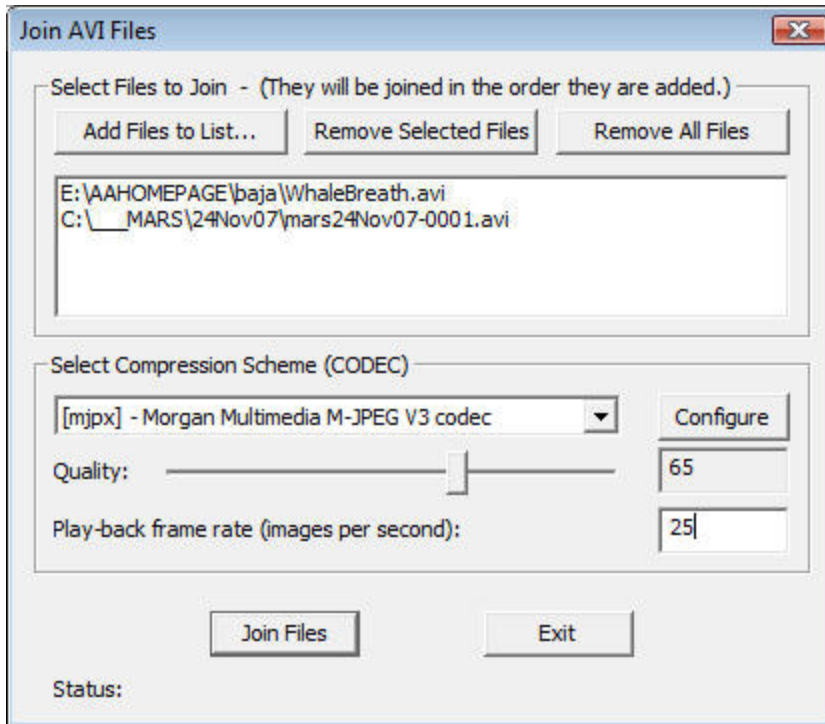 Join AVI Files
Select Files to Join - (They will be joined in the order they are added.)
Add Files to List... Remove Selected Files Remove All Files
E:\AAHOMEPAGE\baja\WhaleBreath.avi
C:\___MARS\24Nov07\mars24Nov07-0001.avi
Select Compression Scheme (CODEC)
[mjpx] - Morgan Multimedia M-JPEG V3 codec Configure
Quality: 65
Play-back frame rate (images per second): 25
Join Files Exit
Status: